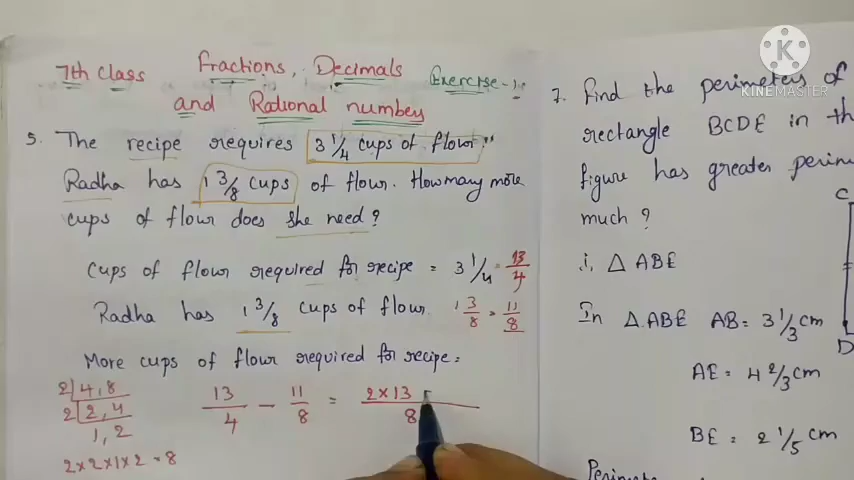 7th class Fractions, Decimals Exercise-1.
and Rational numbers
5. The recipe requires 3 1/4 cups of flour"
Radha has 1 3/8 cups of flour. How many more
cups of flour does she need?
Cups of flour required for recipe = 3 1/4 = 13/4
Radha has 1 3/8 cups of flour 1 3/8 = 11/8
More cups of flour required for recipe:
2 4, 8
2 2, 4
1, 2
2×2×1×2=8
13/4 - 11/8 = 2×13/8
7. Find the perimeters of
rectangle BCDE in th
figure has greater perim
much?
i, △ ABE
In △ABE AB = 3 1/3 cm
AE = 4 2/3 cm
BE = 2 1/5 cm
C
D
KINEMASTER